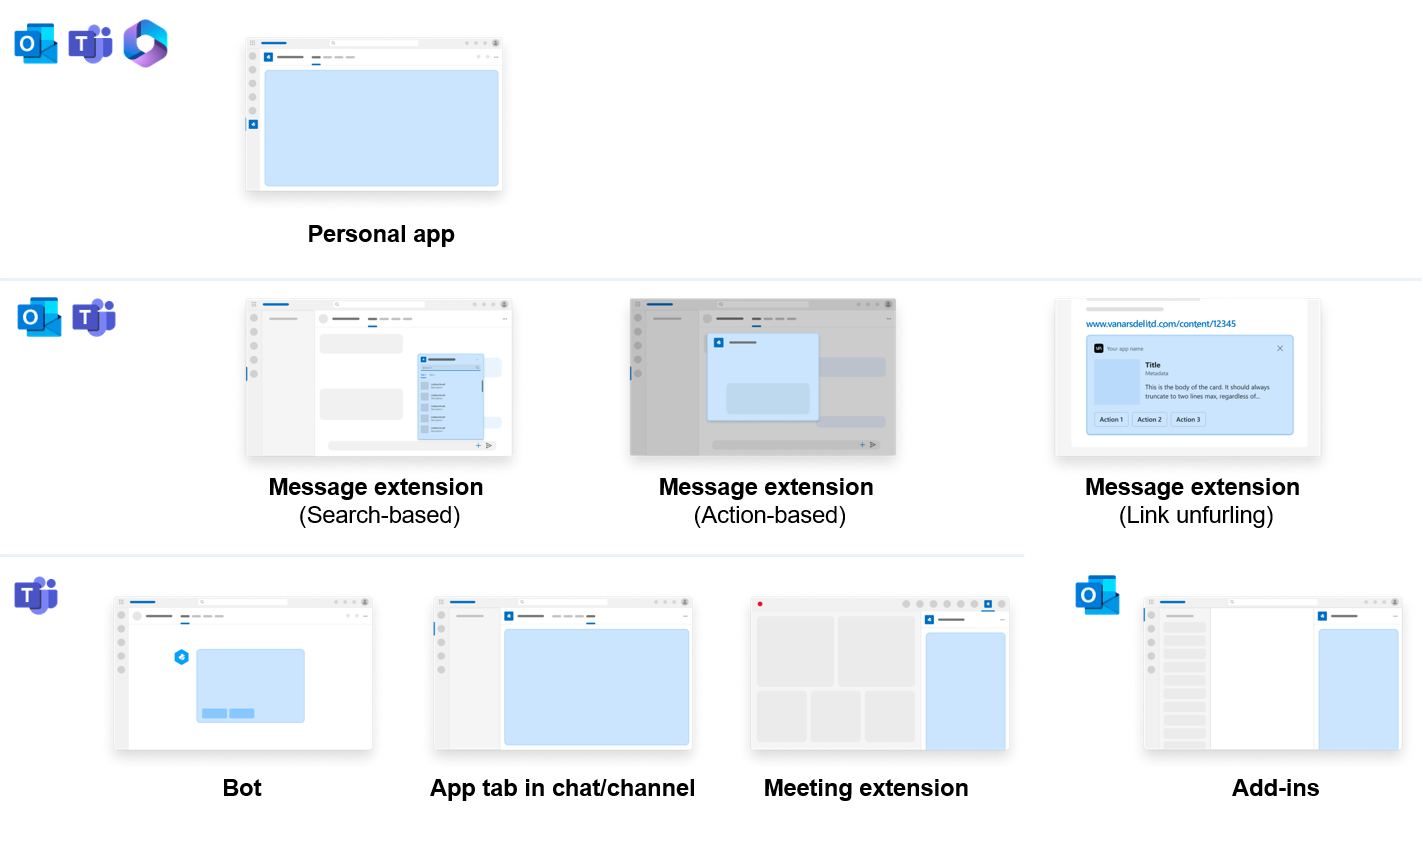 O
T
Personal app
O
T
Search
www.vanarsdelltd.com/content/12345
VA
Your app name
Title
Metadata
This is the body of the card. It should always
truncate to two lines max, regardless of...
Action 1
Action 2
Action 3
Message extension
(Search-based)
Message extension
(Action-based)
Message extension
(Link unfurling)
T
O
Bot
App tab in chat/channel
Meeting extension
Add-ins